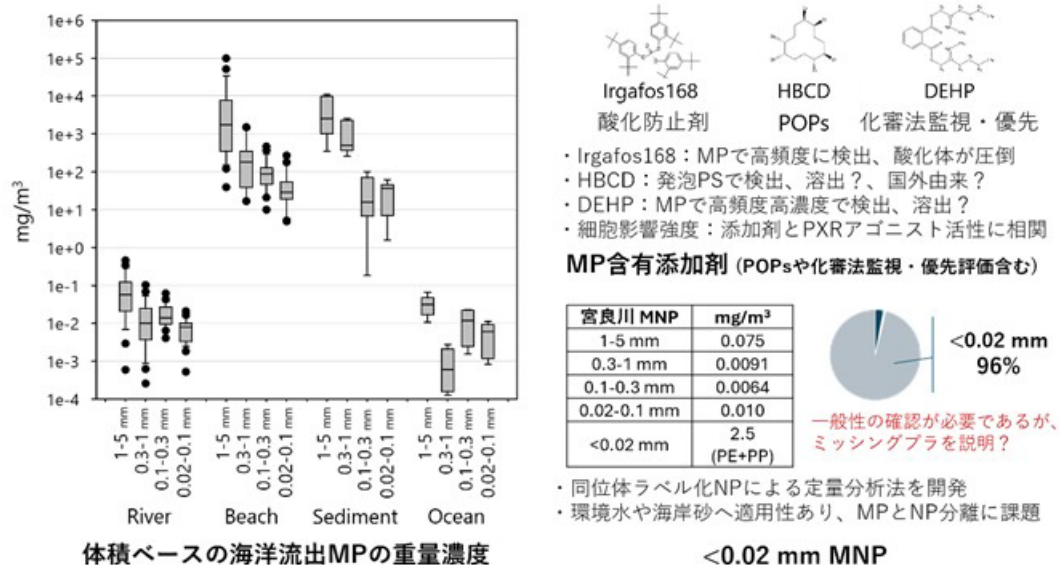 1e+6
1e+5
1e+4
1e+3
1e+2
1e+1
1e+0
1e-1
1e-2
1e-3
1e-4
mg/m³
1-5 mm
0.3-1 mm
0.1-0.3 mm
0.02-0.1 mm
1-5 mm
0.3-1 mm
0.1-0.3 mm
0.02-0.1 mm
1-5 mm
0.3-1 mm
0.1-0.3 mm
0.02-0.1 mm
1-5 mm
0.3-1 mm
0.1-0.3 mm
0.02-0.1 mm
River Beach Sediment Ocean
体積ベースの海洋流出MPの重量濃度
Irgafos168 HBCD DEHP
酸化防止剤 POPs 化審法監視・優先
・Irgafos168：MPで高頻度に検出、酸化体が圧倒
・HBCD：発泡PSで検出、溶出？、国外由来？
・DEHP：MPで高頻度高濃度で検出、溶出？
・細胞影響強度：添加剤とPXRアゴニスト活性に相関
MP含有添加剤 (POPsや化審法監視・優先評価含む)
宮良川 MNP mg/m³
1-5 mm 0.075
0.3-1 mm 0.0091
0.1-0.3 mm 0.0064
0.02-0.1 mm 0.010
<0.02 mm 2.5
(PE+PP)
<0.02 mm
96%
一般性の確認が必要であるが、
ミッシングプラを説明？
・同位体ラベル化NPによる定量分析法を開発
・環境水や海岸砂へ適用性あり、MPとNP分離に課題
<0.02 mm MNP